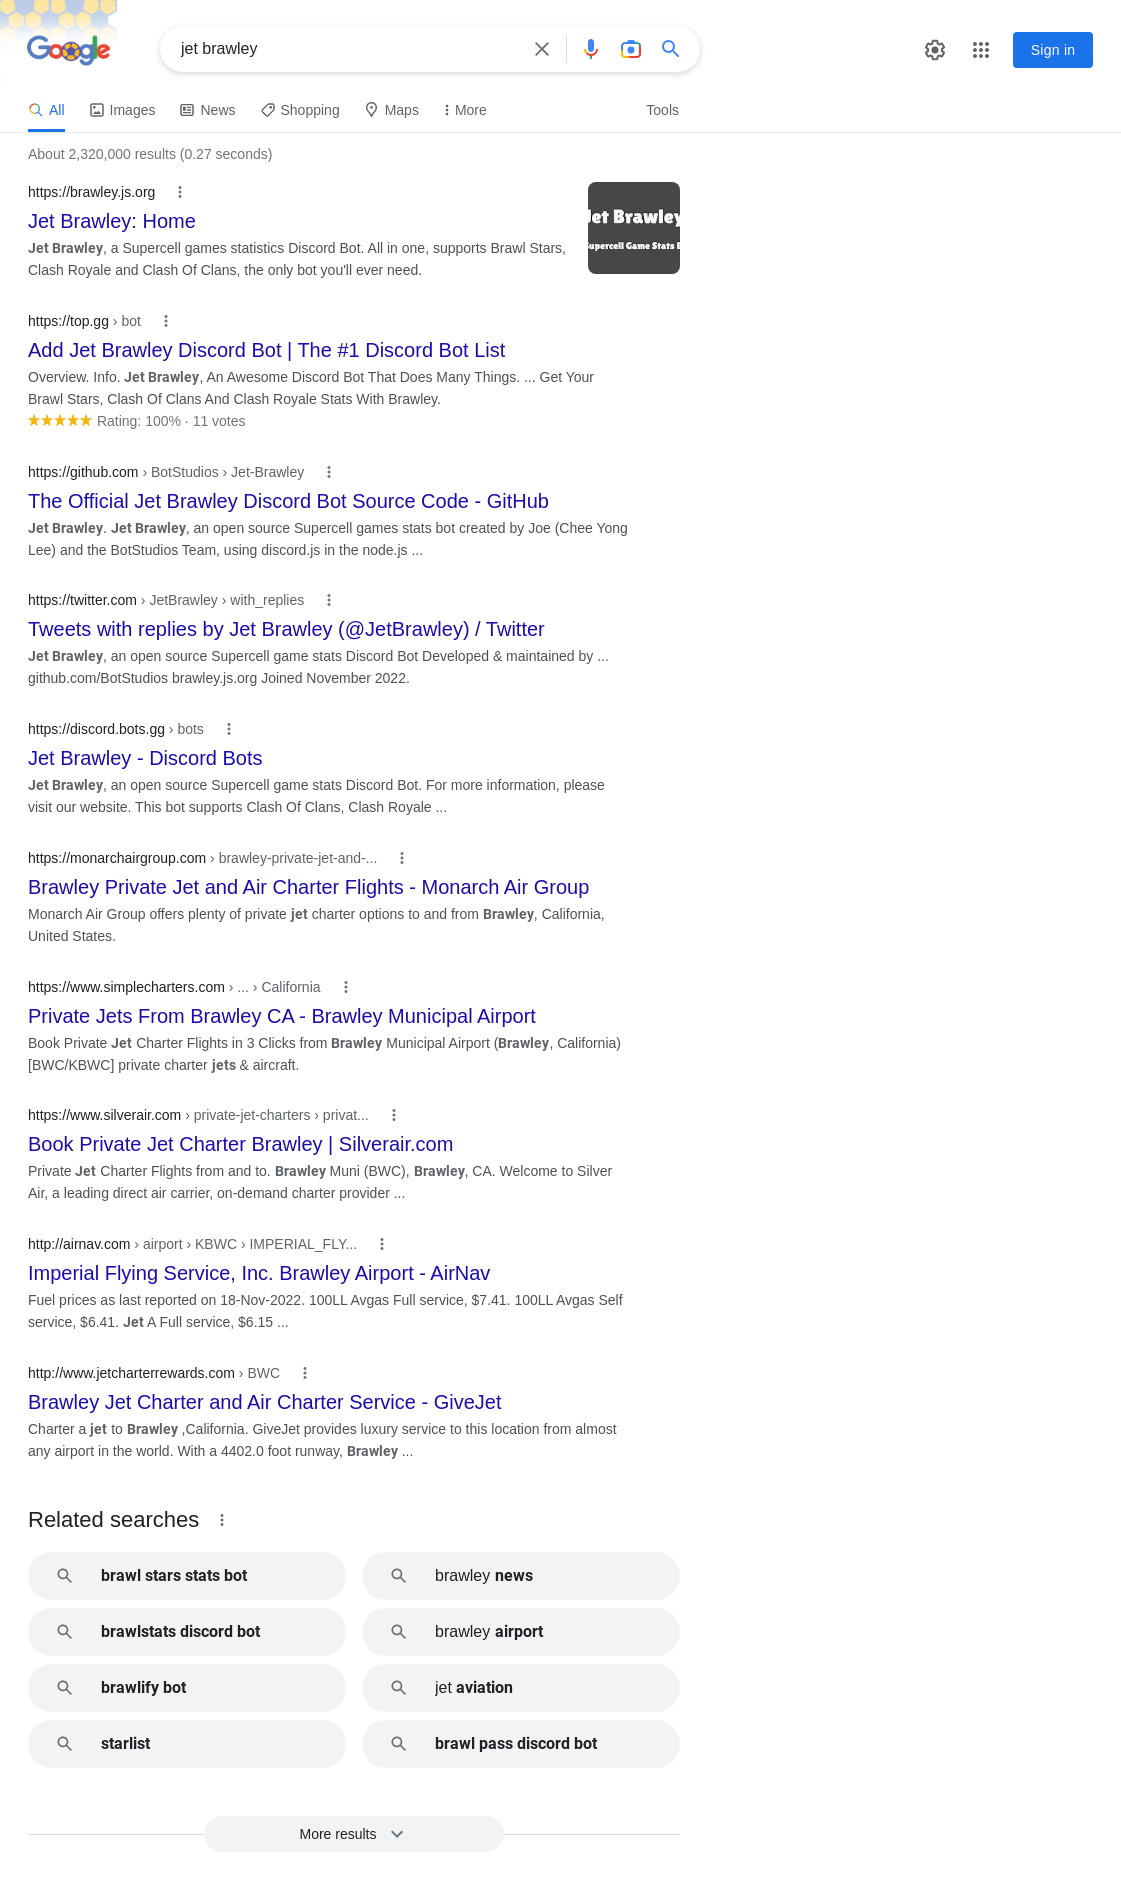 Google
jet brawley
Sign in
All
Images
News
Shopping
Maps
More
Tools
About 2,320,000 results (0.27 seconds)
https://brawley.js.org
Jet Brawley: Home
Jet Brawley, a Supercell games statistics Discord Bot. All in one, supports Brawl Stars,
Clash Royale and Clash Of Clans, the only bot you'll ever need.
Jet Brawley
Supercell Game Stats B
https://top.gg › bot
Add Jet Brawley Discord Bot | The #1 Discord Bot List
Overview. Info. Jet Brawley, An Awesome Discord Bot That Does Many Things. ... Get Your
Brawl Stars, Clash Of Clans And Clash Royale Stats With Brawley.
Rating: 100% · 11 votes
https://github.com › BotStudios › Jet-Brawley
The Official Jet Brawley Discord Bot Source Code - GitHub
Jet Brawley. Jet Brawley, an open source Supercell games stats bot created by Joe (Chee Yong
Lee) and the BotStudios Team, using discord.js in the node.js ...
https://twitter.com › JetBrawley › with_replies
Tweets with replies by Jet Brawley (@JetBrawley) / Twitter
Jet Brawley, an open source Supercell game stats Discord Bot Developed & maintained by ...
github.com/BotStudios brawley.js.org Joined November 2022.
https://discord.bots.gg › bots
Jet Brawley - Discord Bots
Jet Brawley, an open source Supercell game stats Discord Bot. For more information, please
visit our website. This bot supports Clash Of Clans, Clash Royale ...
https://monarchairgroup.com › brawley-private-jet-and-...
Brawley Private Jet and Air Charter Flights - Monarch Air Group
Monarch Air Group offers plenty of private jet charter options to and from Brawley, California,
United States.
https://www.simplecharters.com › ... › California
Private Jets From Brawley CA - Brawley Municipal Airport
Book Private Jet Charter Flights in 3 Clicks from Brawley Municipal Airport (Brawley, California)
[BWC/KBWC] private charter jets & aircraft.
https://www.silverair.com › private-jet-charters › privat...
Book Private Jet Charter Brawley | Silverair.com
Private Jet Charter Flights from and to. Brawley Muni (BWC), Brawley, CA. Welcome to Silver
Air, a leading direct air carrier, on-demand charter provider ...
http://airnav.com › airport › KBWC › IMPERIAL_FLY...
Imperial Flying Service, Inc. Brawley Airport - AirNav
Fuel prices as last reported on 18-Nov-2022. 100LL Avgas Full service, $7.41. 100LL Avgas Self
service, $6.41. Jet A Full service, $6.15 ...
http://www.jetcharterrewards.com › BWC
Brawley Jet Charter and Air Charter Service - GiveJet
Charter a jet to Brawley ,California. GiveJet provides luxury service to this location from almost
any airport in the world. With a 4402.0 foot runway, Brawley ...
Related searches
brawl stars stats bot
brawley news
brawlstats discord bot
brawley airport
brawlify bot
jet aviation
starlist
brawl pass discord bot
More results